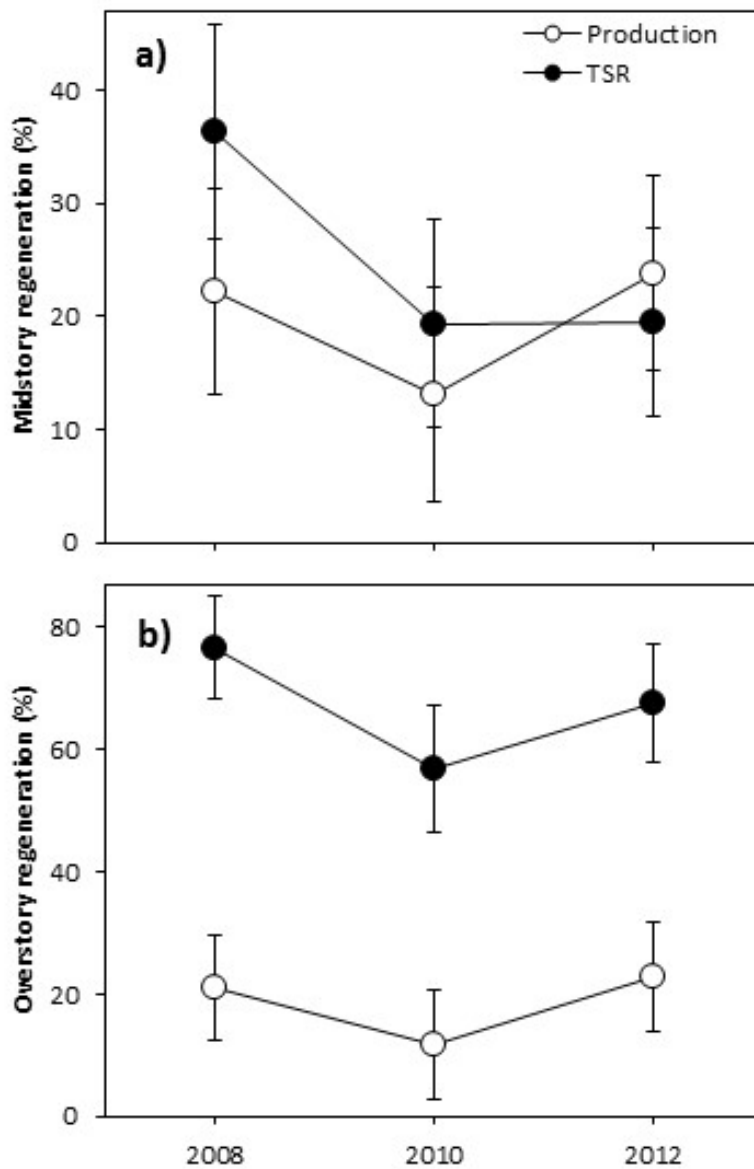 a)
Production
TSR
Midstory regeneration (%)
40
30
20
10
0
b)
Overstory regeneration (%)
80
60
40
20
0
2008 2010 2012